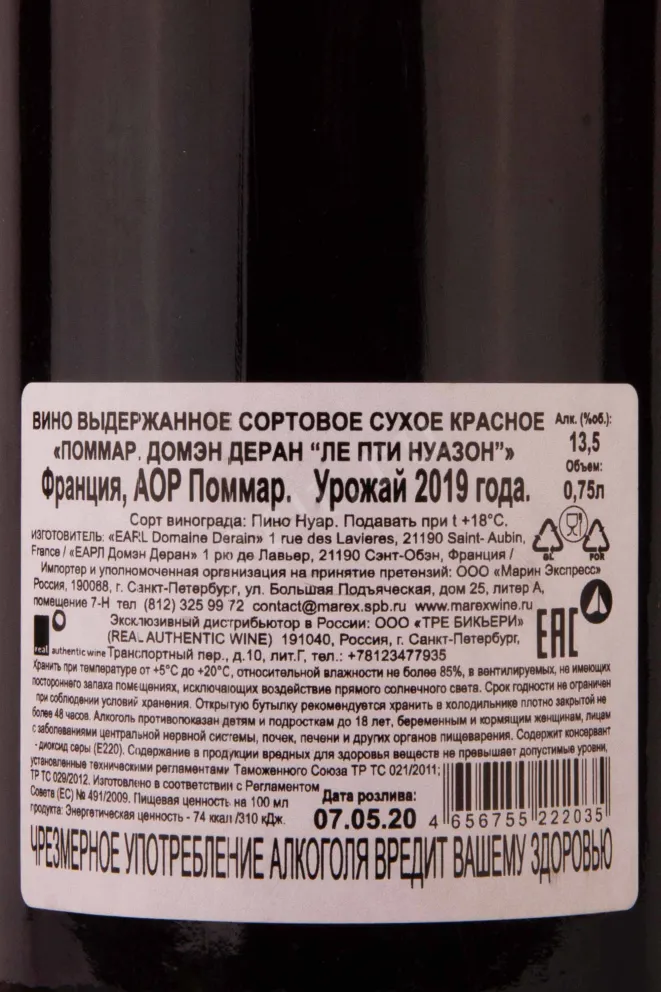 ВИНО ВЫДЕРЖАННОЕ СОРТОВОЕ СУХОЕ КРАСНОЕ
«ПОММАР. ДОМЭН ДЕРАН “ЛЕ ПТИ НУАЗОН”»
Франция, АОР Поммар. Урожай 2019 года.
Алк. (%об.):
13,5
Объем:
0,75л
Сорт винограда: Пино Нуар. Подавать при t +18°С.
ИЗГОТОВИТЕЛЬ: «EARL Domaine Derain» 1 rue des Lavieres, 21190 Saint- Aubin,
France / «ЕАРЛ Домэн Деран» 1 рю де Лавьер, 21190 Сэнт-Обэн, Франция /
Импортер и уполномоченная организация на принятие претензий: ООО «Марин Экспресс»
Россия, 190068, г. Санкт-Петербург, ул. Большая Подъяческая, дом 25, литер А,
помещение 7-Н тел (812) 325 99 72 contact@marex.spb.ru www.marexwine.ru
GL
POR
Эксклюзивный дистрибьютор в России: ООО «ТРЕ БИКЬЕРИ»
(REAL AUTHENTIC WINE) 191040, Россия, г. Санкт-Петербург,
real authentic wine Транспортный пер., д.10, лит.Г, тел.: +78123477935
EAC
Хранить при температуре от +5°С до +20°С, относительной влажности не более 85%, в вентилируемых, не имеющих
постороннего запаха помещениях, исключающих воздействие прямого солнечного света. Срок годности не ограничен
при соблюдении условий хранения. Открытую бутылку рекомендуется хранить в холодильнике плотно закрытой не
более 48 часов. Алкоголь противопоказан детям и подросткам до 18 лет, беременным и кормящим женщинам, лицам
с заболеваниями центральной нервной системы, почек, печени и других органов пищеварения. Содержит консервант
- диоксид серы (Е220). Содержание в продукции вредных для здоровья веществ не превышает допустимые уровни,
установленные техническими регламентами Таможенного Союза ТР ТС 021/2011;
ТР ТС 029/2012. Изготовлено в соответствии с Регламентом
Совета (ЕС) № 491/2009. Пищевая ценность на 100 мл
продукта: Энергетическая ценность - 74 ккал /310 кДж.
Дата розлива:
07.05.20
4 656755 222035
ЧРЕЗМЕРНОЕ УПОТРЕБЛЕНИЕ АЛКОГОЛЯ ВРЕДИТ ВАШЕМУ ЗДОРОВЬЮ